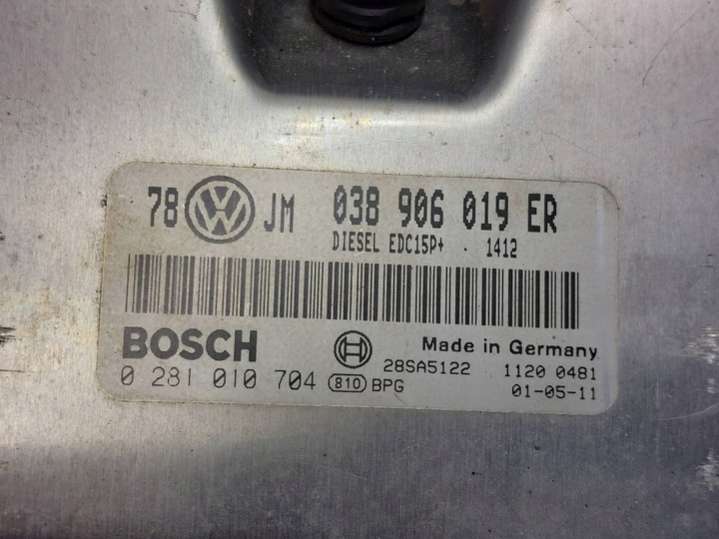 78 VW JM 038 906 019 ER
DIESEL EDC15P+ . 1412
BOSCH Made in Germany
28SA5122 1120 0481
0 281 010 704 810 BPG 01-05-11